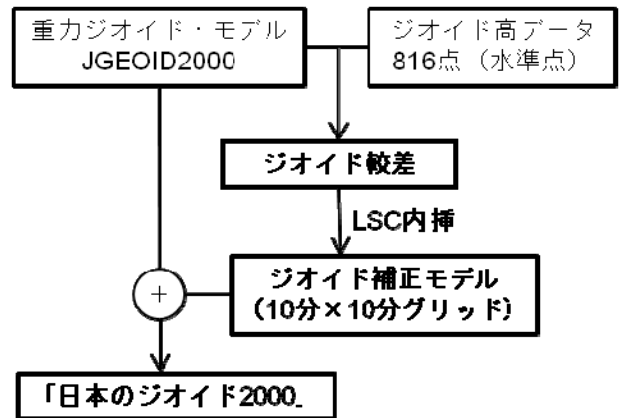 重力ジオイド・モデル
JGEOID2000
ジオイド高データ
816点（水準点）
ジオイド較差
LSC内挿
ジオイド補正モデル
（10分×10分グリッド）
+
「日本のジオイド2000」